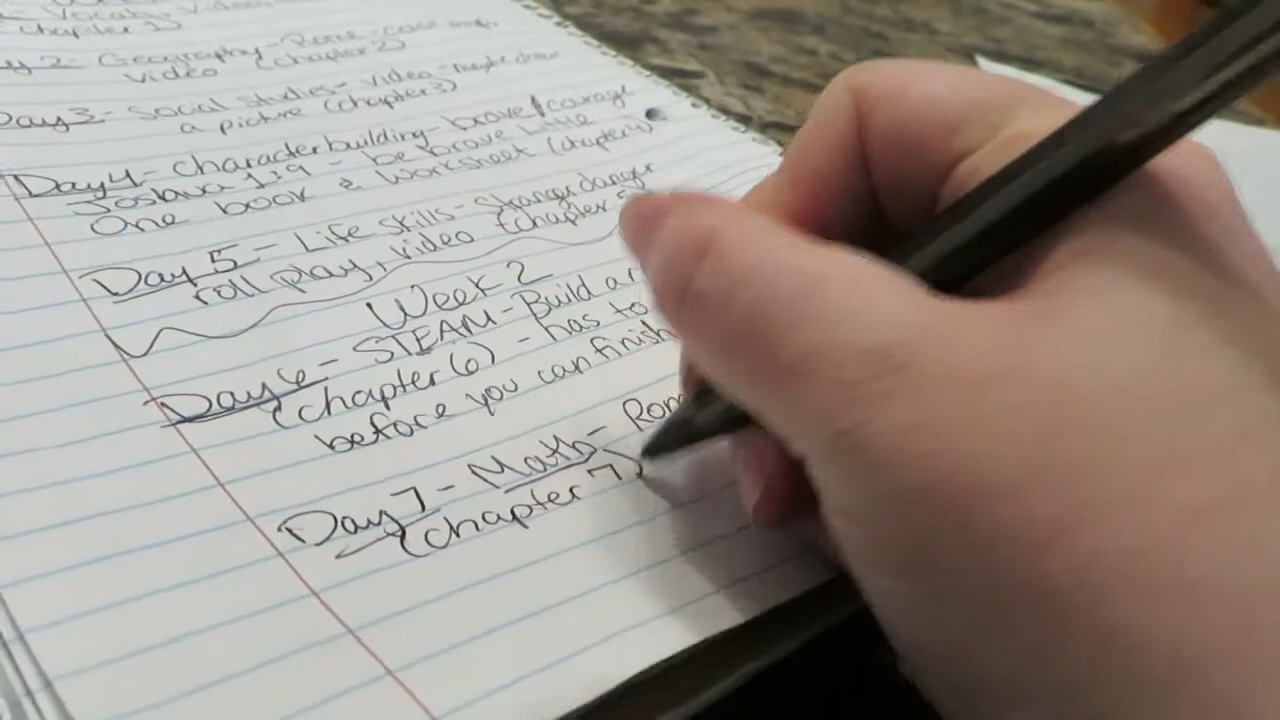 Vocab, video
(chapter 1)
Day 2 - Geography - Rome
video (chapter 2)
Day 3 - Social studies - video - maybe draw
a picture (chapter 3)
Day 4 - Character building - brave/courage
Joshua 1:9 - be brave little
One book & worksheet (chapter 4)
Day 5 - Life skills - stranger danger
roll play, video (chapter 5
Week 2
Day 6 - STEAM - Build a
(chapter 6) - has to
before you can finish
Day 7 - Math - Rom
(chapter 7)